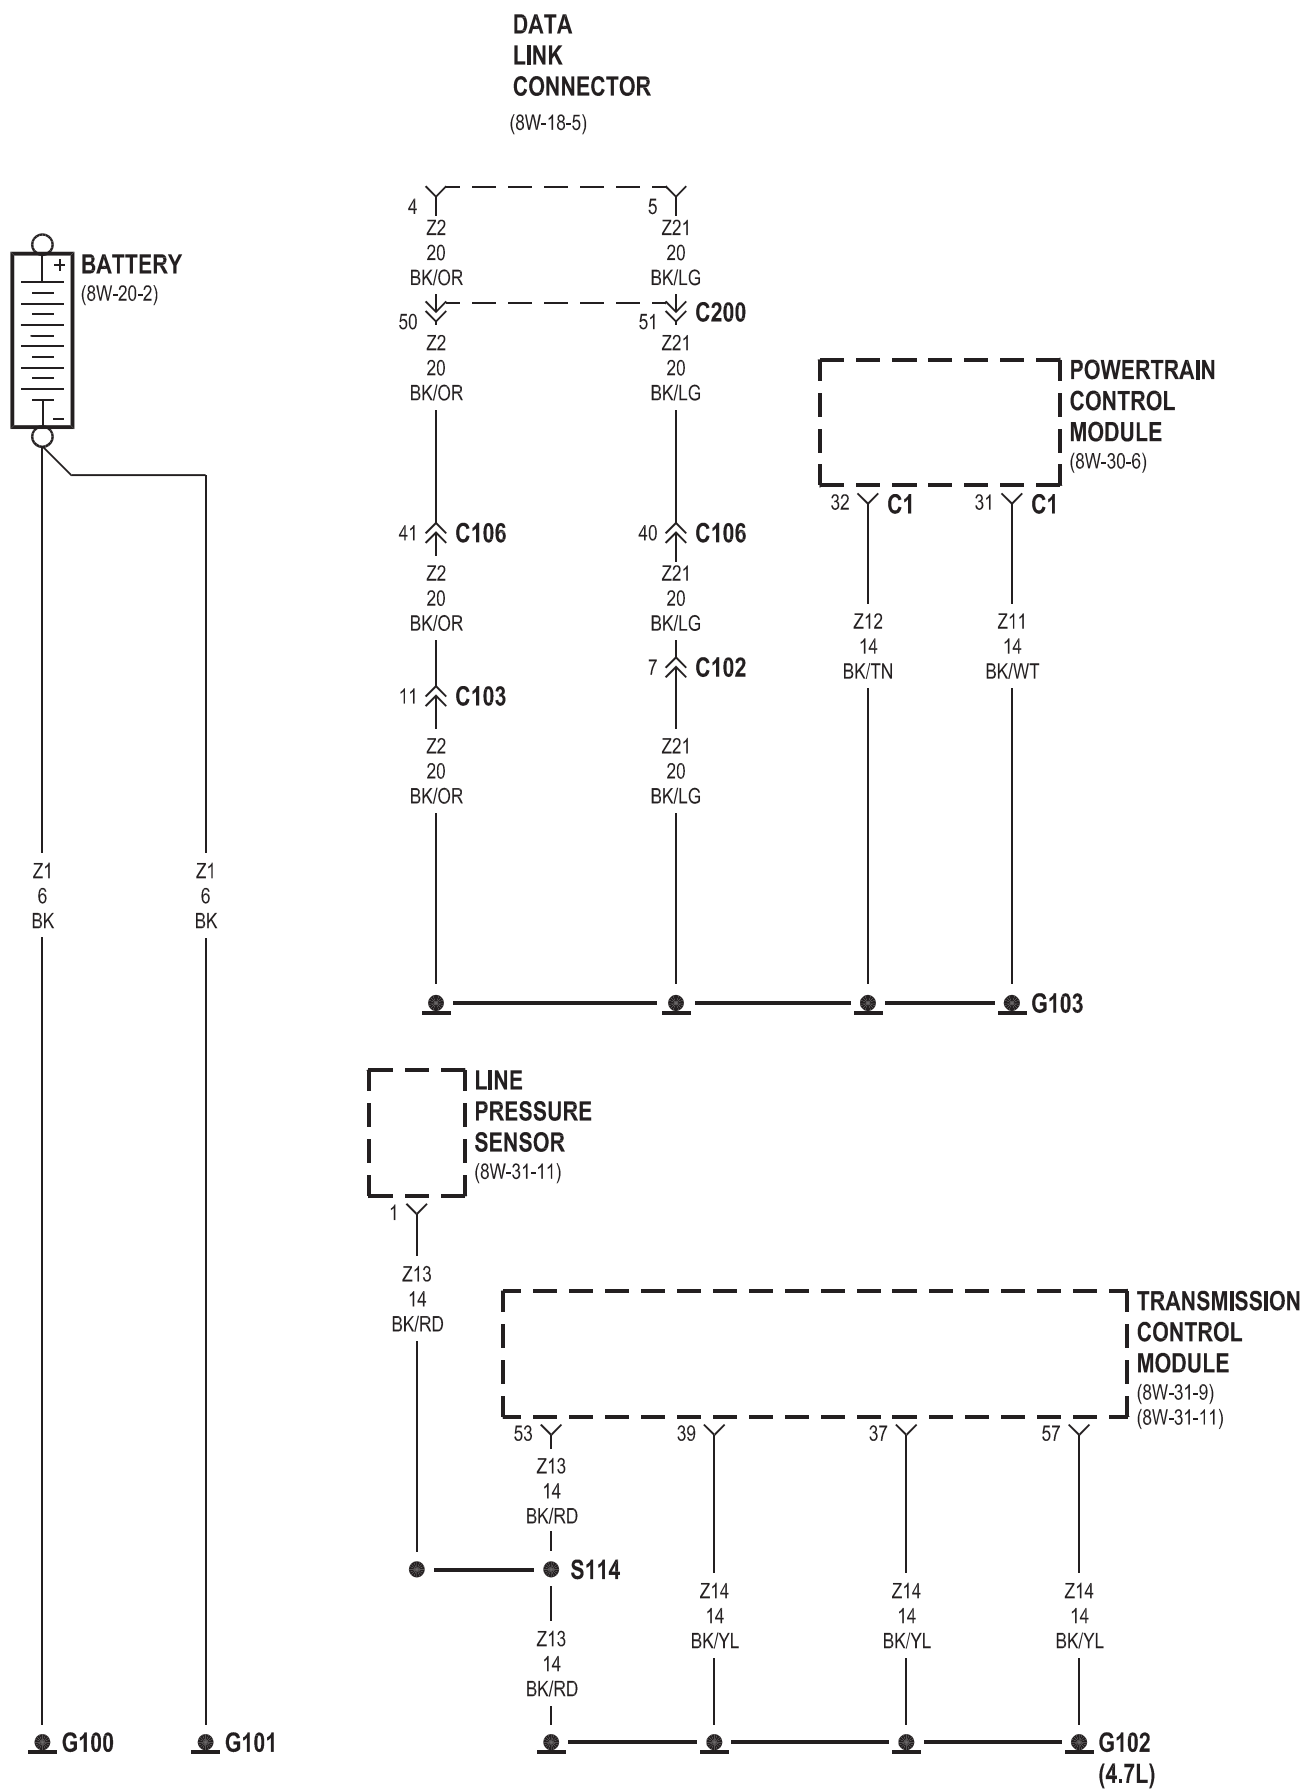 DATA
LINK
CONNECTOR
(8W-18-5)
4
5
Z2
20
BK/OR
Z21
20
BK/LG
BATTERY
(8W-20-2)
+
−
50
51
C200
Z2
20
BK/OR
Z21
20
BK/LG
POWERTRAIN
CONTROL
MODULE
(8W-30-6)
32
C1
31
C1
41
C106
40
C106
Z2
20
BK/OR
Z21
20
BK/LG
Z12
14
BK/TN
Z11
14
BK/WT
7
C102
11
C103
Z2
20
BK/OR
Z21
20
BK/LG
Z1
6
BK
Z1
6
BK
G103
LINE
PRESSURE
SENSOR
(8W-31-11)
1
Z13
14
BK/RD
TRANSMISSION
CONTROL
MODULE
(8W-31-9)
(8W-31-11)
53
39
37
57
Z13
14
BK/RD
S114
Z13
14
BK/RD
Z14
14
BK/YL
Z14
14
BK/YL
Z14
14
BK/YL
G100
G101
G102
(4.7L)